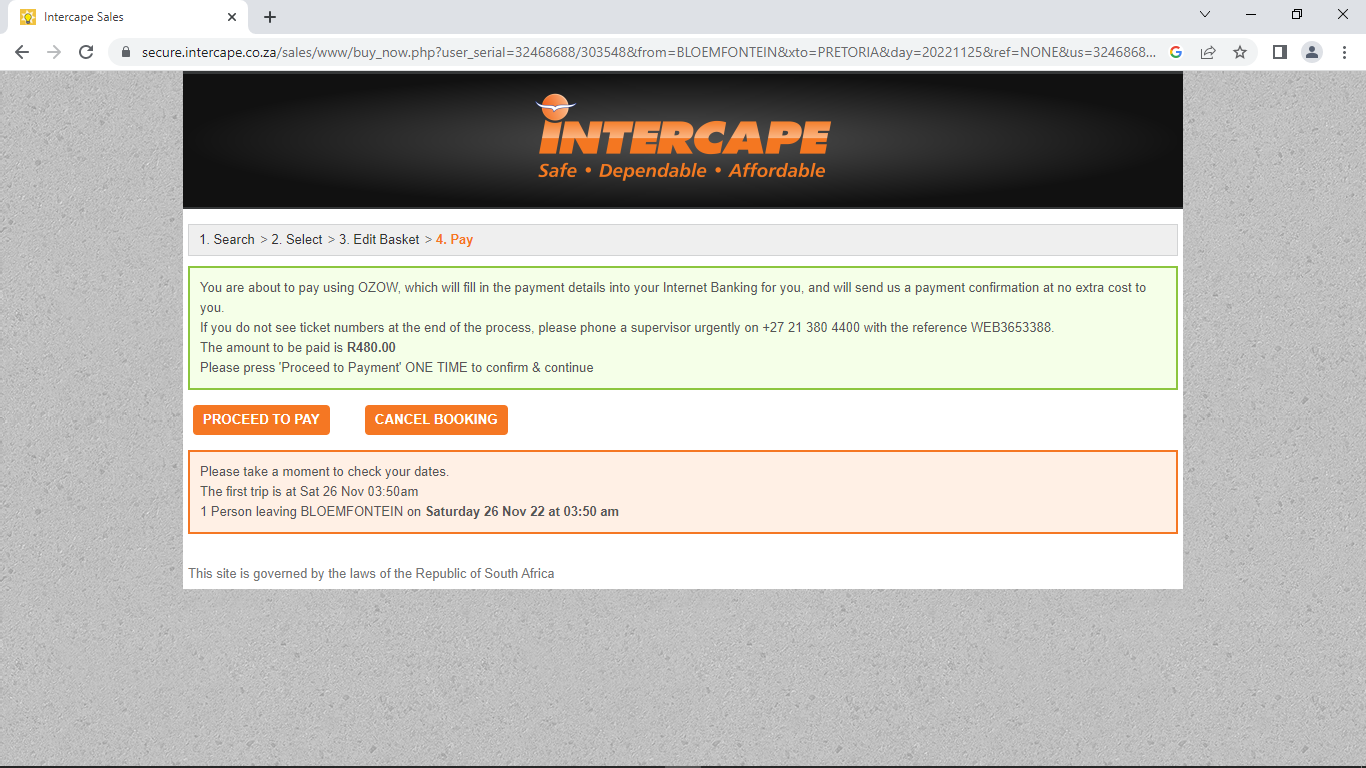 Intercape Sales
secure.intercape.co.za/sales/www/buy_now.php?user_serial=32468688/303548&from=BLOEMFONTEIN&xto=PRETORIA&day=20221125&ref=NONE&us=3246868...
INTERCAPE
Safe • Dependable • Affordable
1. Search > 2. Select > 3. Edit Basket > 4. Pay
You are about to pay using OZOW, which will fill in the payment details into your Internet Banking for you, and will send us a payment confirmation at no extra cost to
you.
If you do not see ticket numbers at the end of the process, please phone a supervisor urgently on +27 21 380 4400 with the reference WEB3653388.
The amount to be paid is R480.00
Please press 'Proceed to Payment' ONE TIME to confirm & continue
PROCEED TO PAY CANCEL BOOKING
Please take a moment to check your dates.
The first trip is at Sat 26 Nov 03:50am
1 Person leaving BLOEMFONTEIN on Saturday 26 Nov 22 at 03:50 am
This site is governed by the laws of the Republic of South Africa